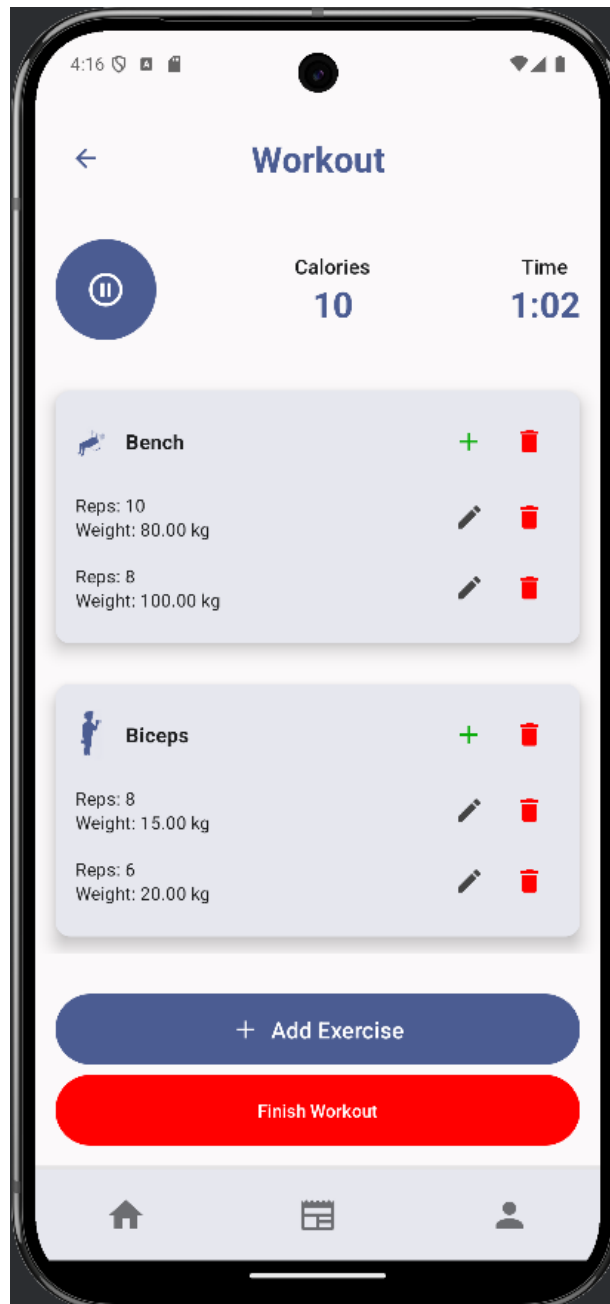 4:16
Workout
Calories
10
Time
1:02
Bench
Reps: 10
Weight: 80.00 kg
Reps: 8
Weight: 100.00 kg
Biceps
Reps: 8
Weight: 15.00 kg
Reps: 6
Weight: 20.00 kg
+ Add Exercise
Finish Workout